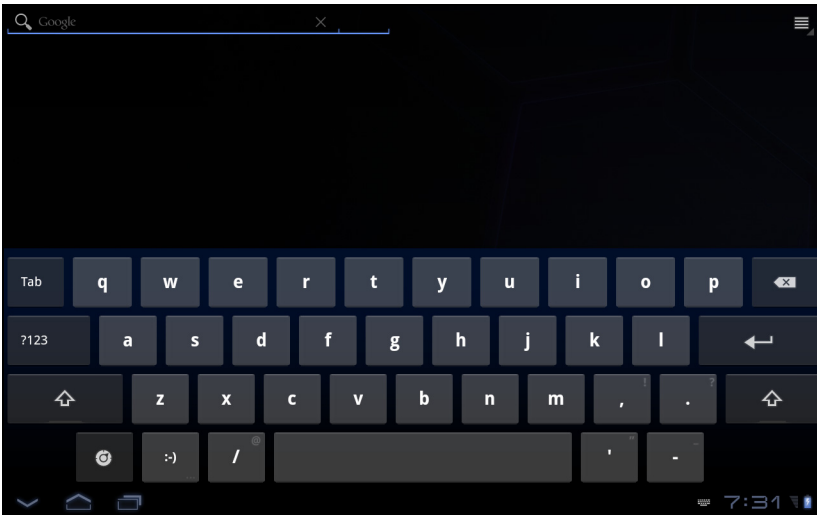 Google
Tab q w e r t y u i o p
?123 a s d f g h j k l
! ?
z x c v b n m , .
@ " _
:-) / ' -
...
7:31